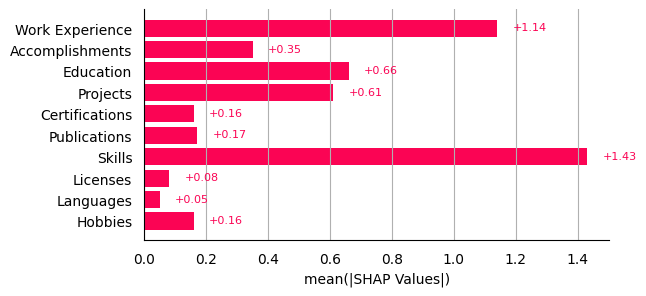 Work Experience +1.14
Accomplishments +0.35
Education +0.66
Projects +0.61
Certifications +0.16
Publications +0.17
Skills +1.43
Licenses +0.08
Languages +0.05
Hobbies +0.16
0.0 0.2 0.4 0.6 0.8 1.0 1.2 1.4
mean(|SHAP Values|)